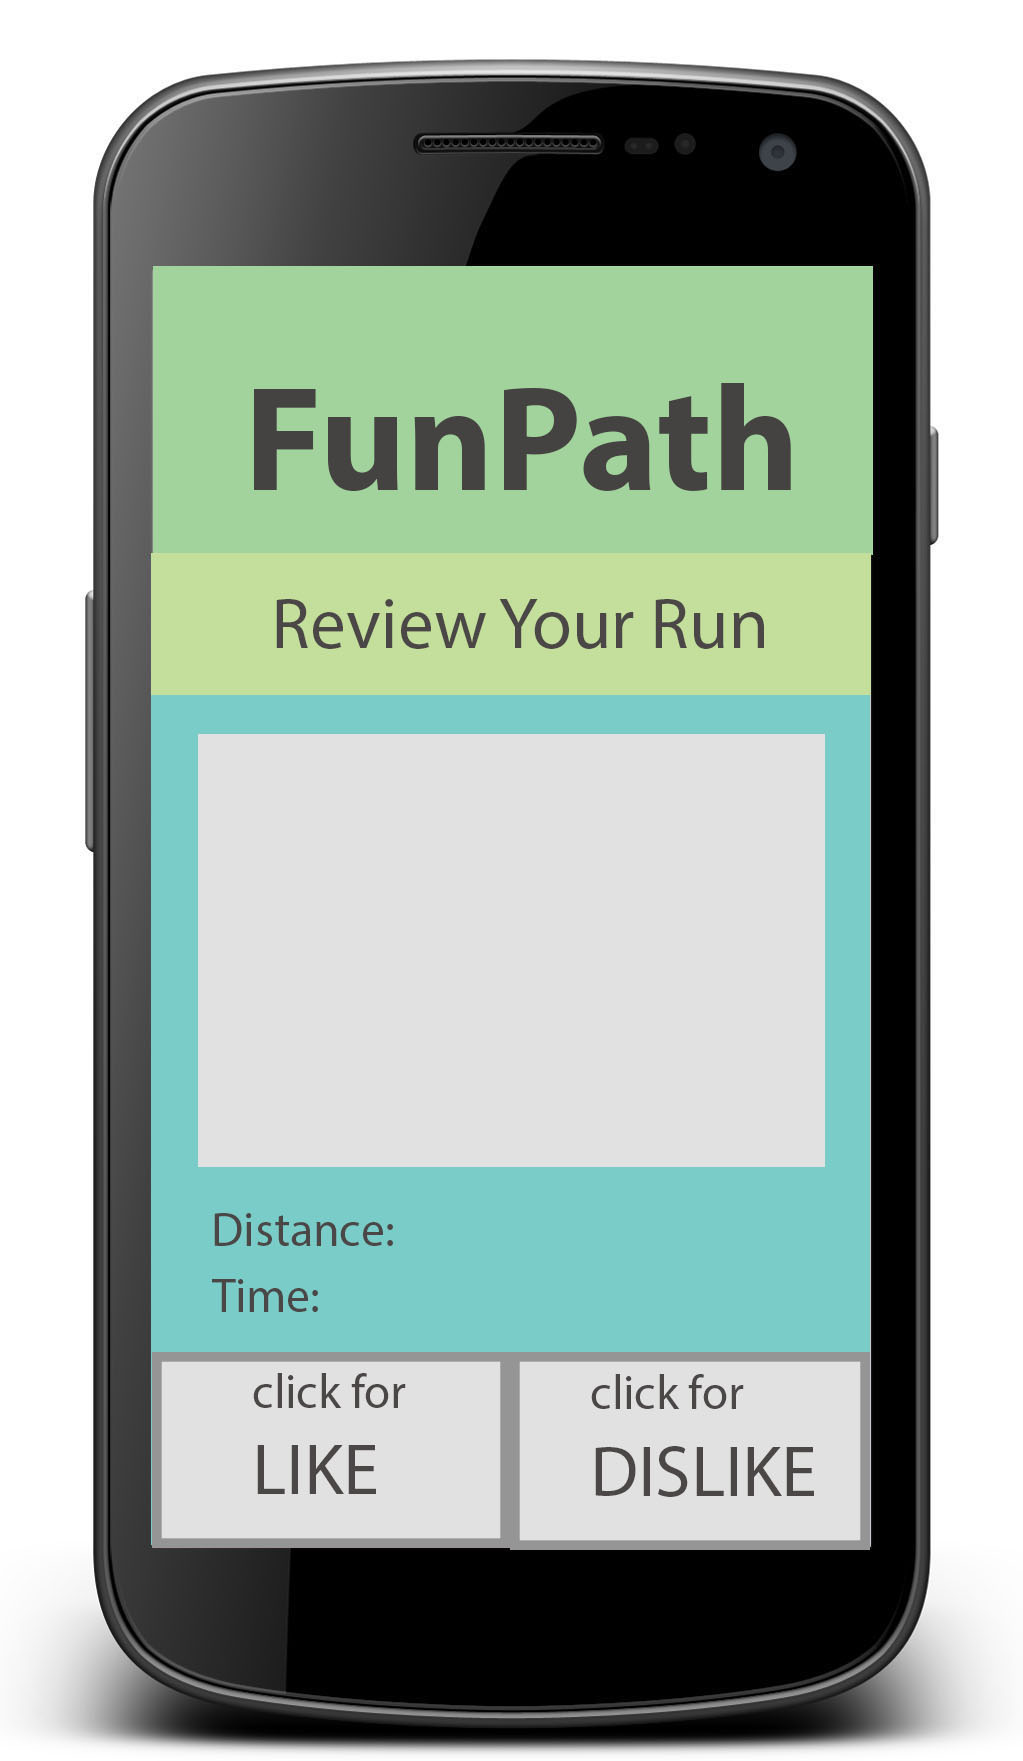 FunPath
Review Your Run
Distance:
Time:
click for
LIKE
click for
DISLIKE